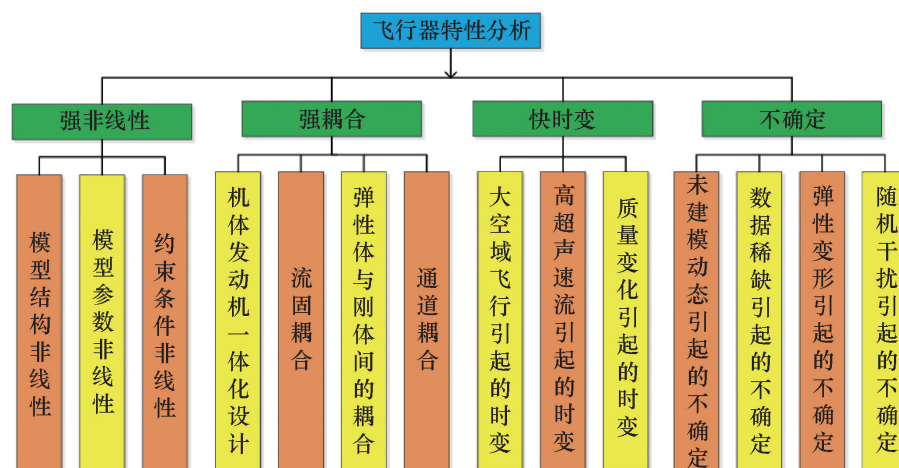 飞行器特性分析
强非线性
强耦合
快时变
不确定
模型结构非线性
模型参数非线性
约束条件非线性
机体发动机一体化设计
流固耦合
弹性体与刚体间的耦合
通道耦合
大空域飞行引起的时变
高超声速流引起的时变
质量变化引起的时变
未建模动态引起的不确定
数据稀缺引起的不确定
弹性变形引起的不确定
随机干扰引起的不确定